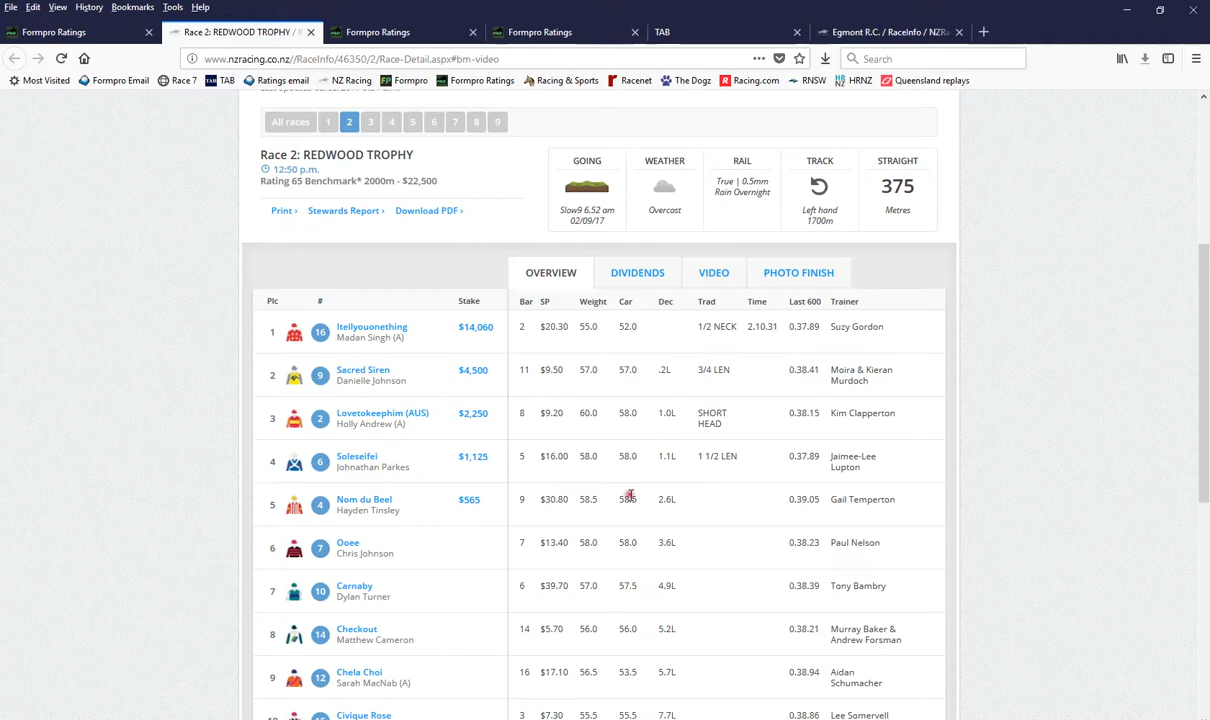 File Edit View History Bookmarks Tools Help
Formpro Ratings × Race 2: REDWOOD TROPHY / R × Formpro Ratings × Formpro Ratings × TAB × Egmont R.C. / RaceInfo / NZRa × +
www.nzracing.co.nz//RaceInfo/46350/2/Race-Detail.aspx#bm-video Search
Most Visited Formpro Email Race 7 TAB Ratings email NZ Racing Formpro Formpro Ratings Racing & Sports Racenet The Dogz Racing.com RNSW HRNZ Queensland replays
All races 1 2 3 4 5 6 7 8 9
Race 2: REDWOOD TROPHY
12:50 p.m.
Rating 65 Benchmark* 2000m - $22,500
Print › Stewards Report › Download PDF ›
GOING WEATHER RAIL TRACK STRAIGHT
True | 0.5mm
Rain Overnight
375
Slow9 6.52 am
02/09/17
Overcast
Left hand
1700m
Metres
OVERVIEW DIVIDENDS VIDEO PHOTO FINISH
Plc # Stake Bar SP Weight Car Dec Trad Time Last 600 Trainer
1 16 Itellyouonething $14,060 2 $20.30 55.0 52.0 1/2 NECK 2.10.31 0.37.89 Suzy Gordon
Madan Singh (A)
2 9 Sacred Siren $4,500 11 $9.50 57.0 57.0 .2L 3/4 LEN 0.38.41 Moira & Kieran
Danielle Johnson Murdoch
3 2 Lovetokeephim (AUS) $2,250 8 $9.20 60.0 58.0 1.0L SHORT 0.38.15 Kim Clapperton
Holly Andrew (A) HEAD
4 6 Soleseifei $1,125 5 $16.00 58.0 58.0 1.1L 1 1/2 LEN 0.37.89 Jaimee-Lee
Johnathan Parkes Lupton
5 4 Nom du Beel $565 9 $30.80 58.5 58.5 2.6L 0.39.05 Gail Temperton
Hayden Tinsley
6 7 Ooee 7 $13.40 58.0 58.0 3.6L 0.38.23 Paul Nelson
Chris Johnson
7 10 Carnaby 6 $39.70 57.0 57.5 4.9L 0.38.39 Tony Bambry
Dylan Turner
8 14 Checkout 14 $5.70 56.0 56.0 5.2L 0.38.21 Murray Baker &
Matthew Cameron Andrew Forsman
9 12 Chela Choi 16 $17.10 56.5 53.5 5.7L 0.38.94 Aidan
Sarah MacNab (A) Schumacher
Civique Rose 3 $7.30 55.5 55.5 7.7L 0.38.86 Lee Somervell